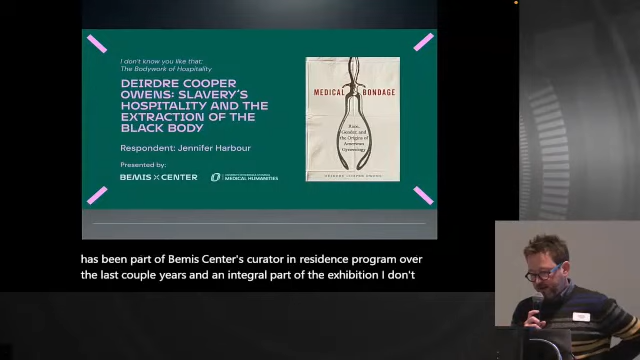 I don't know you like that:
The Bodywork of Hospitality
DEIRDRE COOPER
OWENS: SLAVERY'S
HOSPITALITY AND THE
EXTRACTION OF THE
BLACK BODY
Respondent: Jennifer Harbour
Presented by:
BEMIS CENTER
MEDICAL HUMANITIES
MEDICAL BONDAGE
Race,
Gender, and
the Origins of
American
Gynecology
DEIRDRE COOPER OWENS
has been part of Bemis Center's curator in residence program over
the last couple years and an integral part of the exhibition I don't